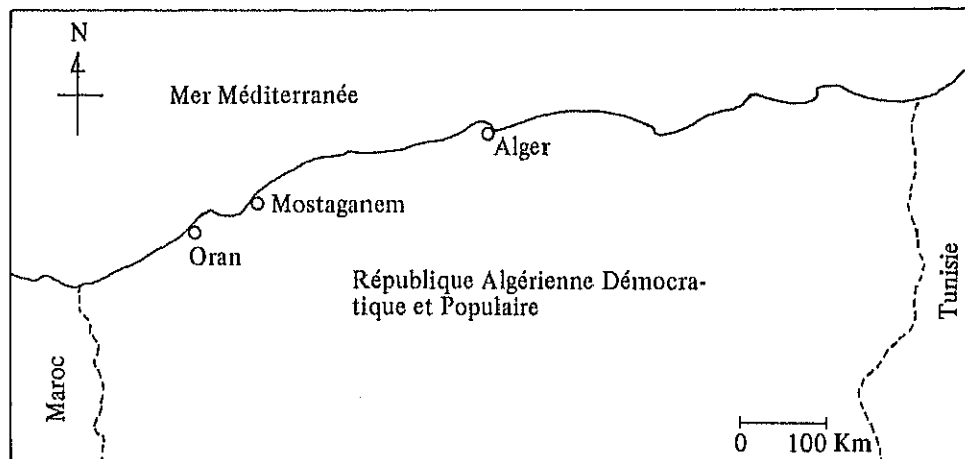 N
Mer Méditerranée
Alger
Mostaganem
Oran
République Algérienne Démocra-
tique et Populaire
Tunisie
Maroc
0 100 Km